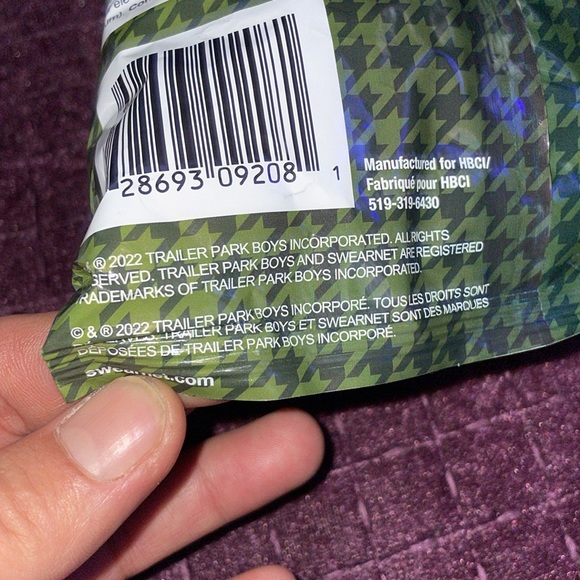 28693 09208 1
Manufactured for HBCI/
Fabriqué pour HBCI
519-319-6430
& ® 2022 TRAILER PARK BOYS INCORPORATED. ALL RIGHTS
SERVED. TRAILER PARK BOYS AND SWEARNET ARE REGISTERED
RADEMARKS OF TRAILER PARK BOYS INCORPORATED.
© & ® 2022 TRAILER PARK BOYS INCORPORÉ. TOUS LES DROITS SONT
TRAILER PARK BOYS ET SWEARNET SONT DES MARQUES
DÉPOSÉES DE TRAILER PARK BOYS INCORPORÉ.
swearnet.com